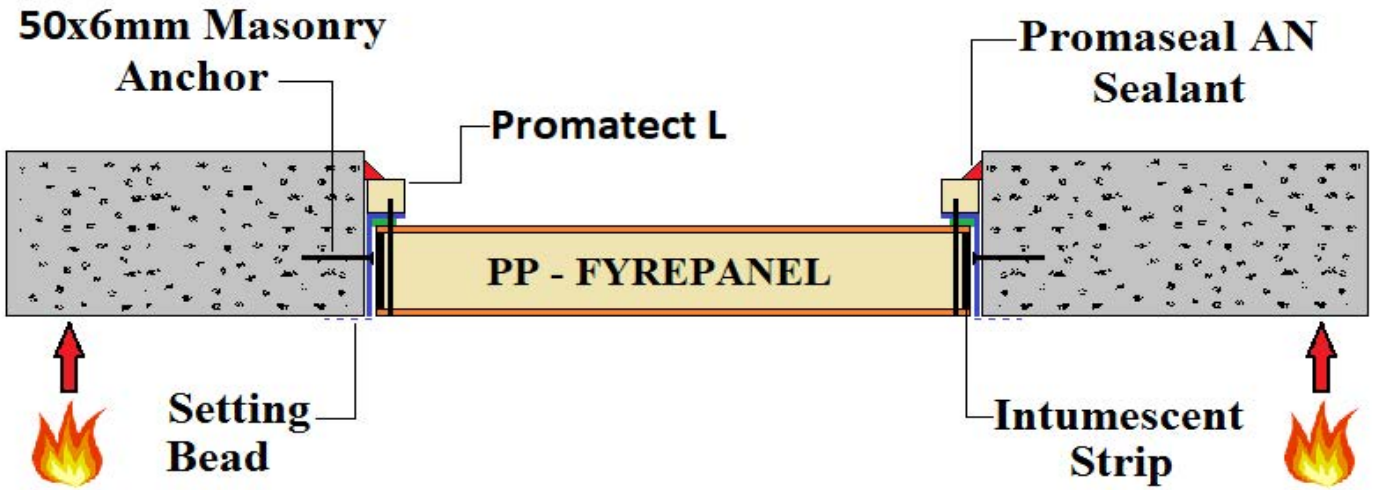 50x6mm Masonry
Anchor
Promaseal AN
Sealant
Promatect L
PP - FYREPANEL
Setting
Bead
Intumescent
Strip